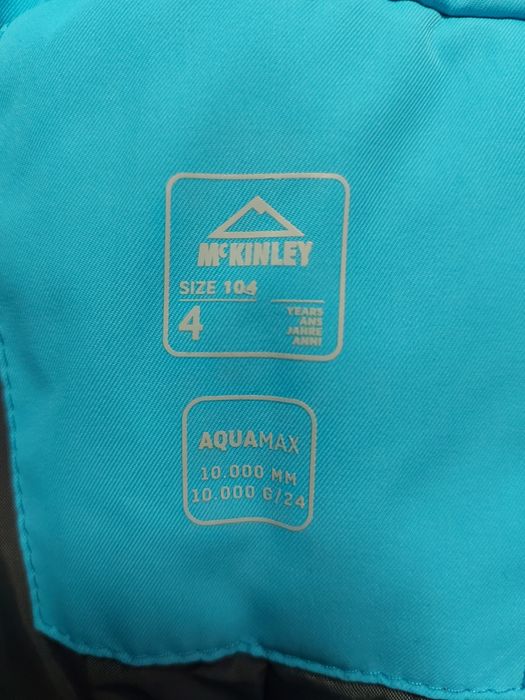 McKINLEY
SIZE 104
4
YEARS
ANS
JAHRE
ANNI
AQUAMAX
10.000 MM
10.000 G/24